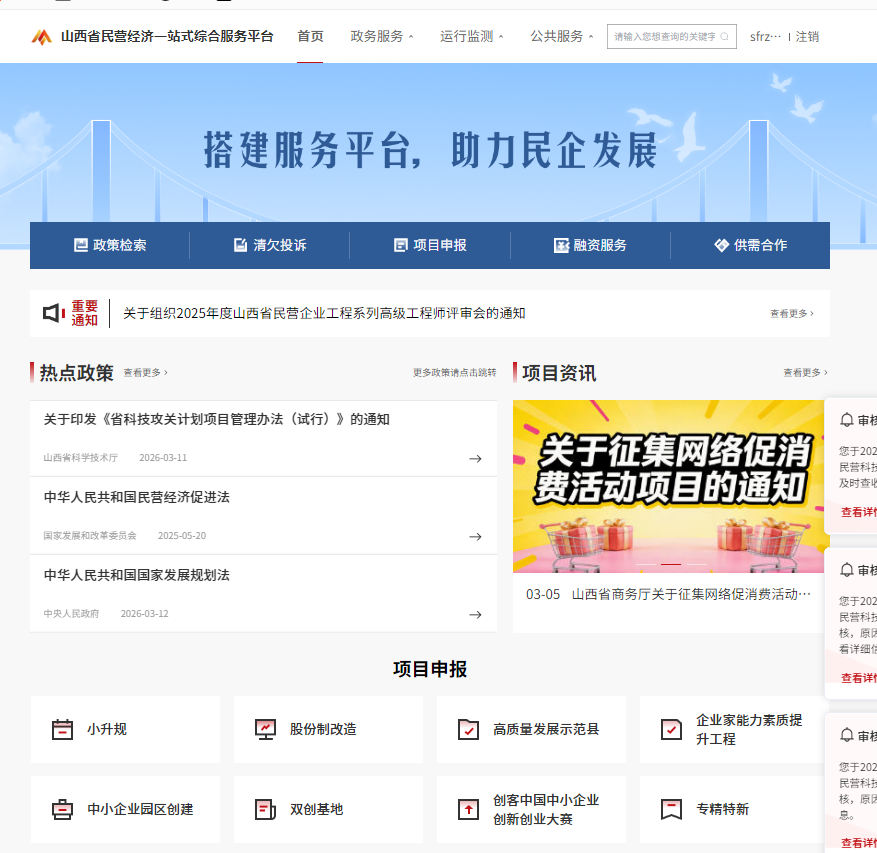 山西省民营经济一站式综合服务平台 首页 政务服务 运行监测 公共服务 请输入您想查询的关键字 sfrz··· 注销
搭建服务平台，助力民企发展
政策检索 清欠投诉 项目申报 融资服务 供需合作
重要
通知
关于组织2025年度山西省民营企业工程系列高级工程师评审会的通知 查看更多 ›
热点政策 查看更多 › 更多政策请点击跳转
关于印发《省科技攻关计划项目管理办法（试行）》的通知
山西省科学技术厅 2026-03-11
中华人民共和国民营经济促进法
国家发展和改革委员会 2025-05-20
中华人民共和国国家发展规划法
中央人民政府 2026-03-12
项目资讯 查看更多 ›
关于征集网络促消
费活动项目的通知
03-05 山西省商务厅关于征集网络促消费活动···
项目申报
小升规 股份制改造 高质量发展示范县 企业家能力素质提
升工程
中小企业园区创建 双创基地 创客中国中小企业
创新创业大赛
专精特新
审核
您于202
民营科技
及时查收
查看详情
审核
您于202
民营科技
核，原因
看详细信
查看详情
审核
您于202
民营科技
核，原因
息。
查看详情